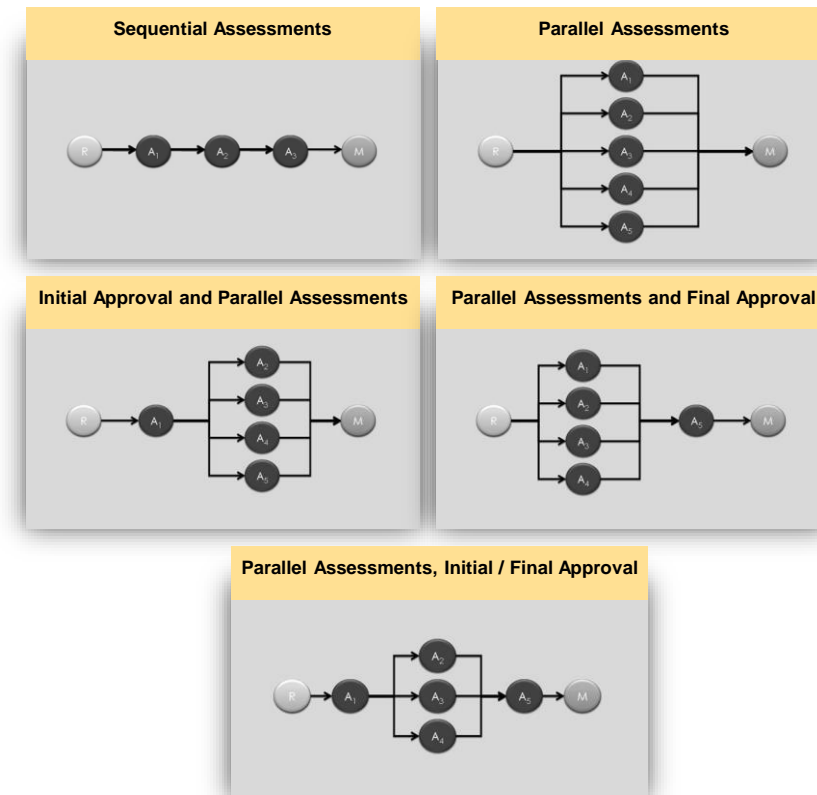 Sequential Assessments
R A₁ A₂ A₃ M
Parallel Assessments
A₁
A₂
R A₃ M
A₄
A₅
Initial Approval and Parallel Assessments
A₂
A₃
R A₁ M
A₄
A₅
Parallel Assessments and Final Approval
A₁
A₂
R A₅ M
A₃
A₄
Parallel Assessments, Initial / Final Approval
A₂
R A₁ A₃ A₅ M
A₄